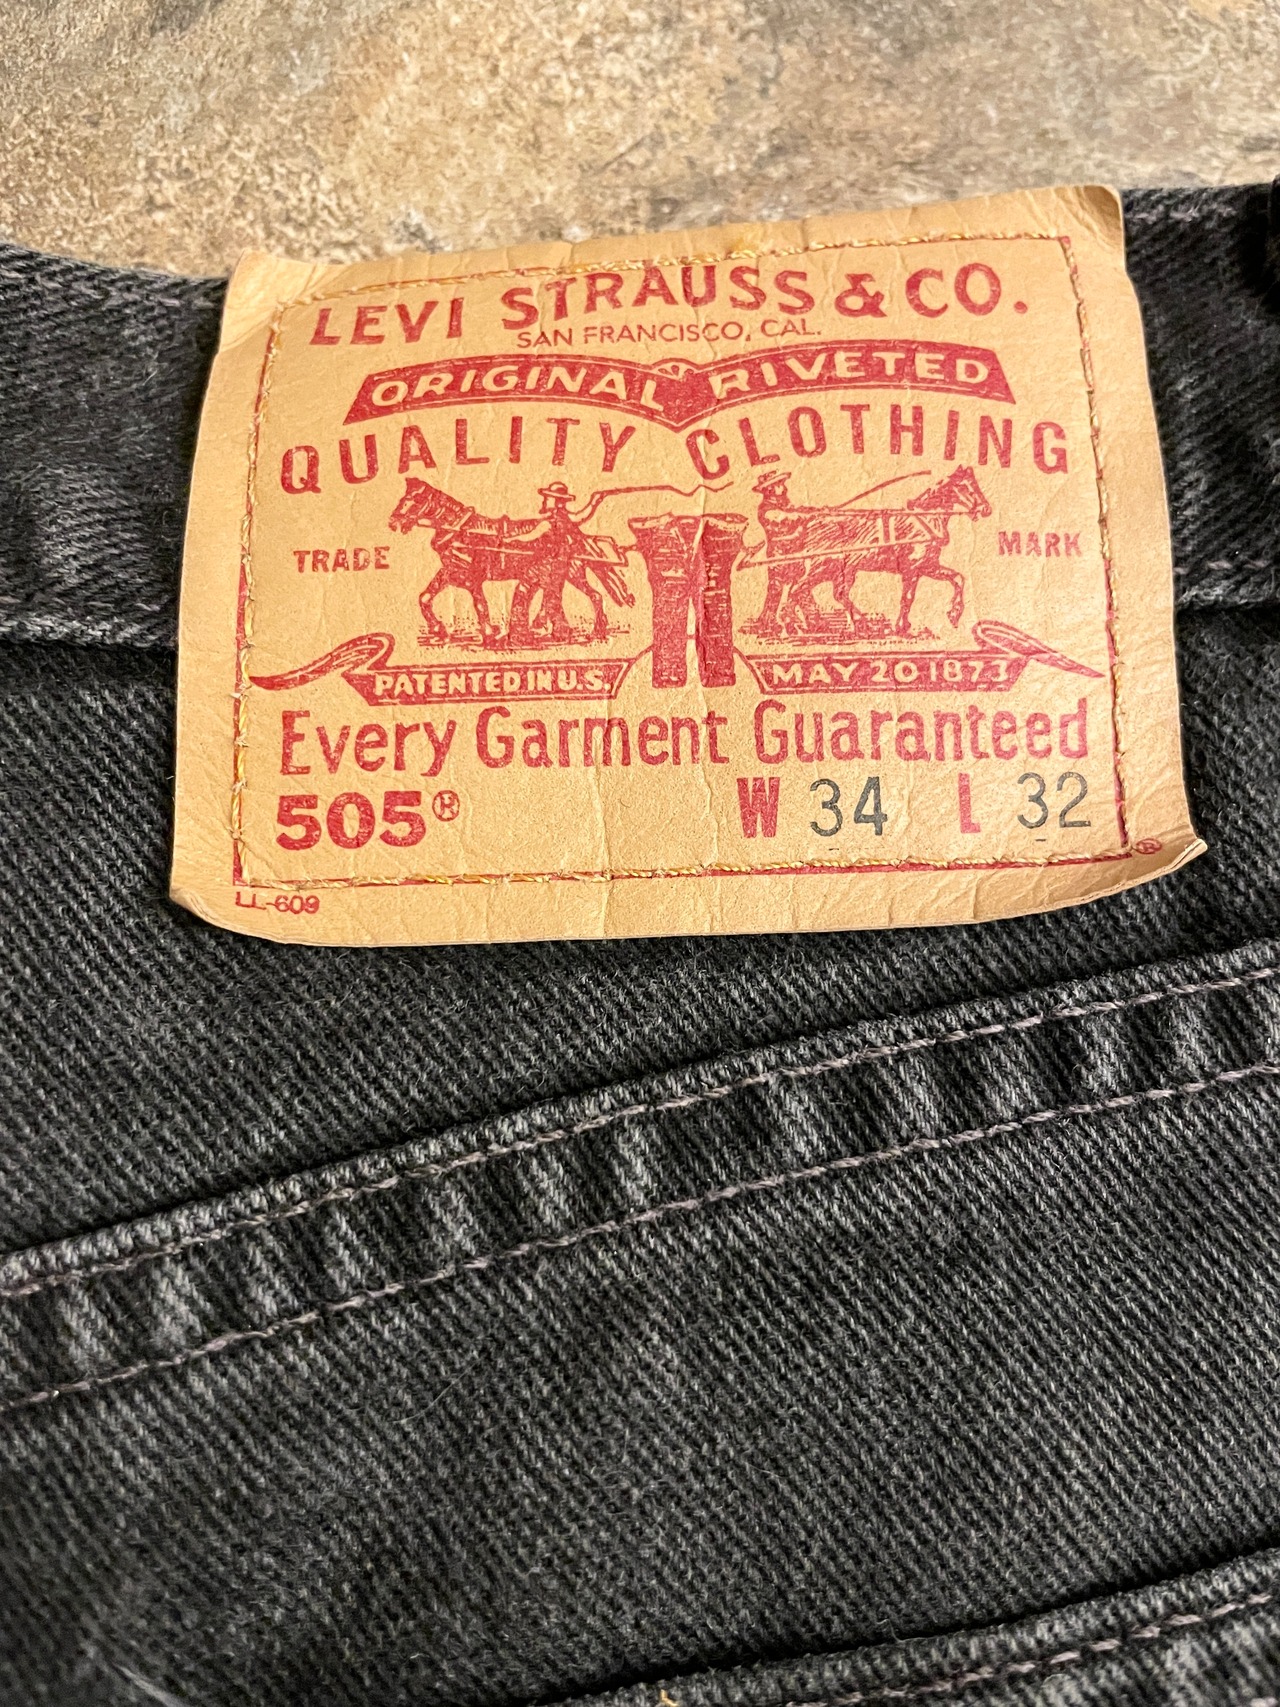 LEVI STRAUSS & CO.
SAN FRANCISCO, CAL.
ORIGINAL RIVETED
QUALITY CLOTHING
TRADE MARK
PATENTED IN U.S. MAY 20 1873
Every Garment Guaranteed
505® W 34 L 32
®
LL-609